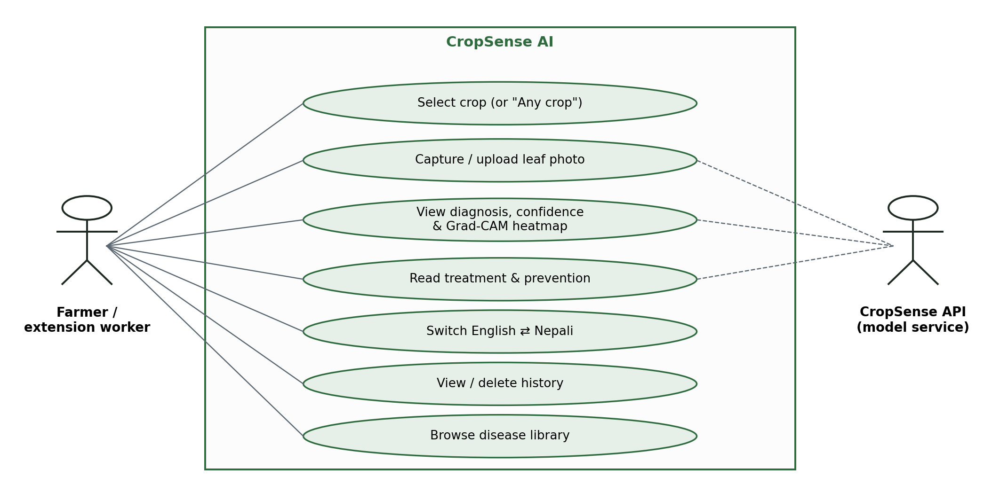 CropSense AI
Select crop (or "Any crop")
Capture / upload leaf photo
View diagnosis, confidence
& Grad-CAM heatmap
Read treatment & prevention
Switch English ⇄ Nepali
View / delete history
Browse disease library
Farmer /
extension worker
CropSense API
(model service)